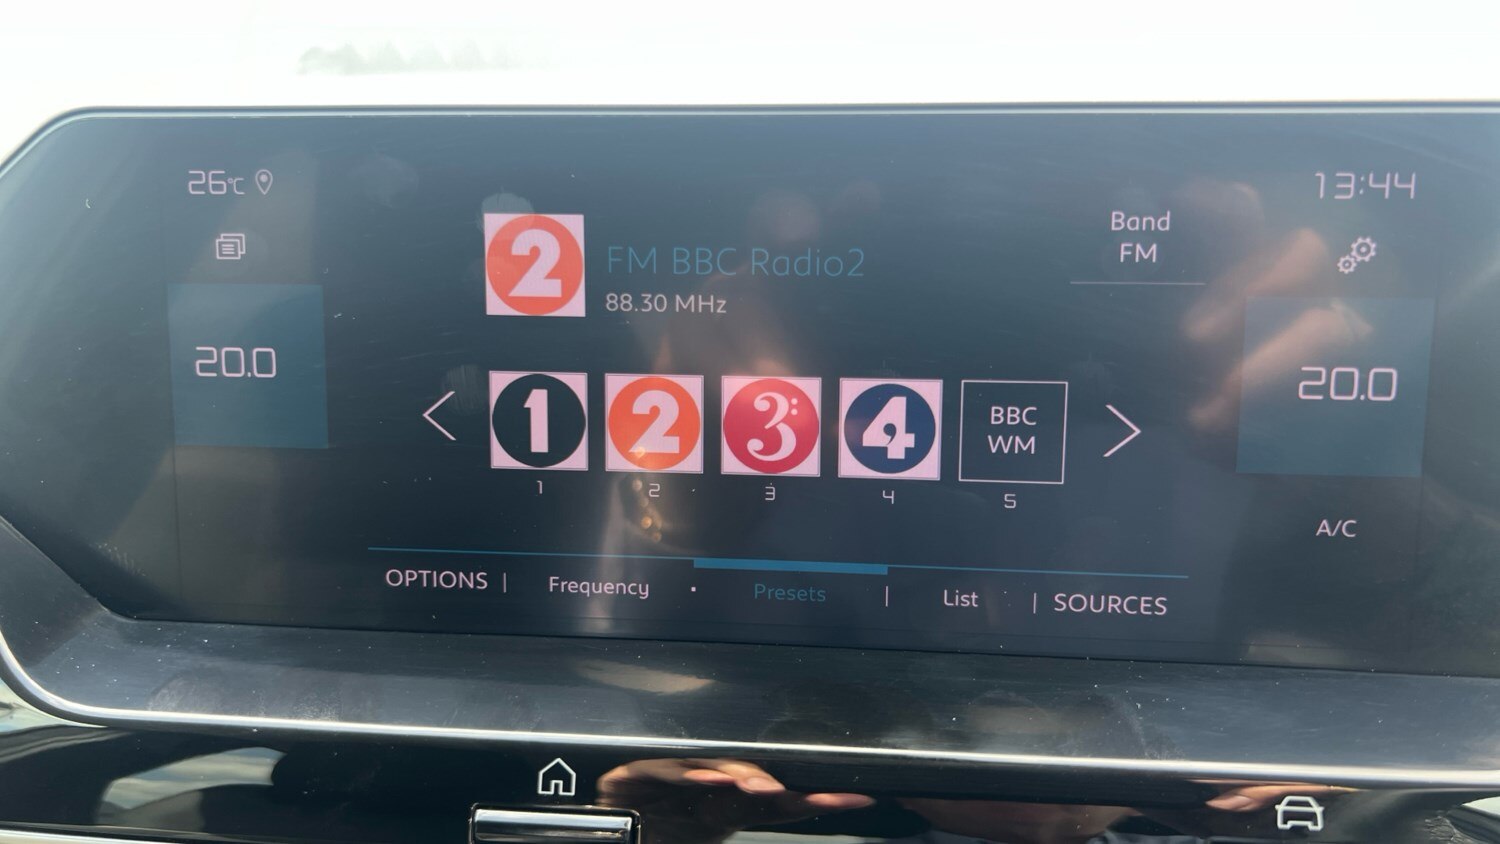 26°C
13:44
Band
FM
2
FM BBC Radio2
88.30 MHz
20.0
20.0
1
2
3
4
BBC
WM
1
2
3
4
5
A/C
OPTIONS | Frequency • Presets | List | SOURCES